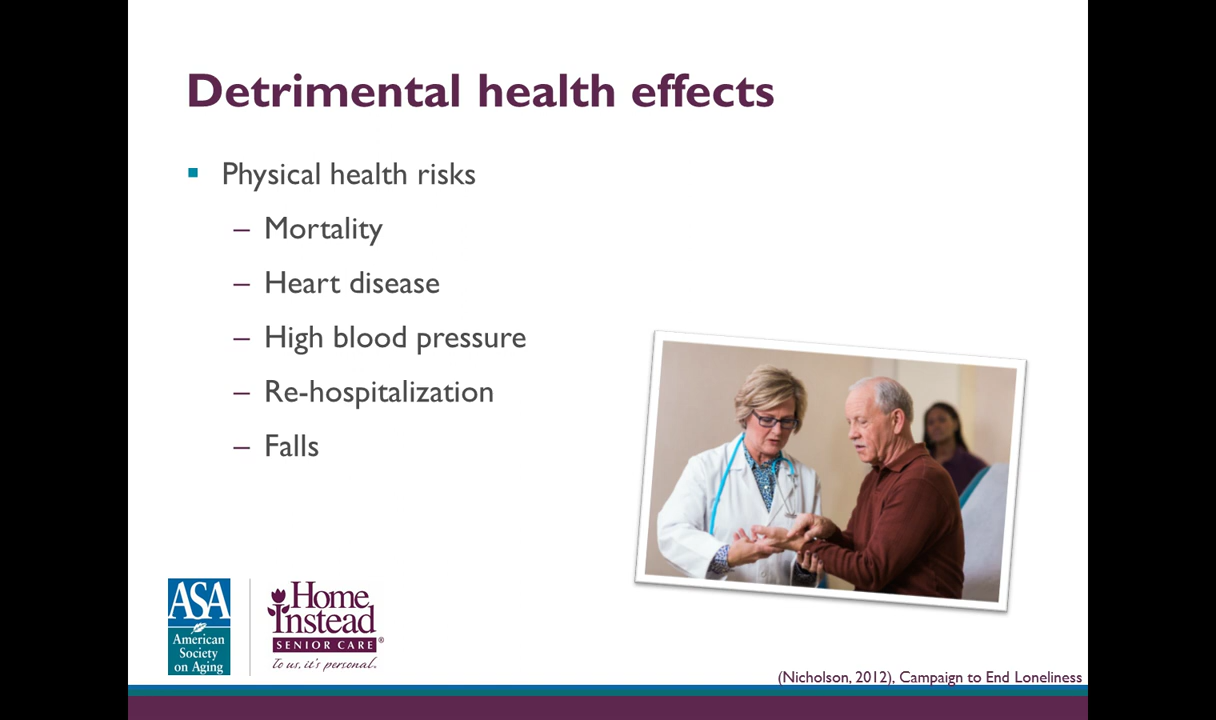 Detrimental health effects
▪ Physical health risks
– Mortality
– Heart disease
– High blood pressure
– Re-hospitalization
– Falls
ASA
American
Society
on Aging
Home
Instead
SENIOR CARE®
To us, it's personal.
(Nicholson, 2012), Campaign to End Loneliness